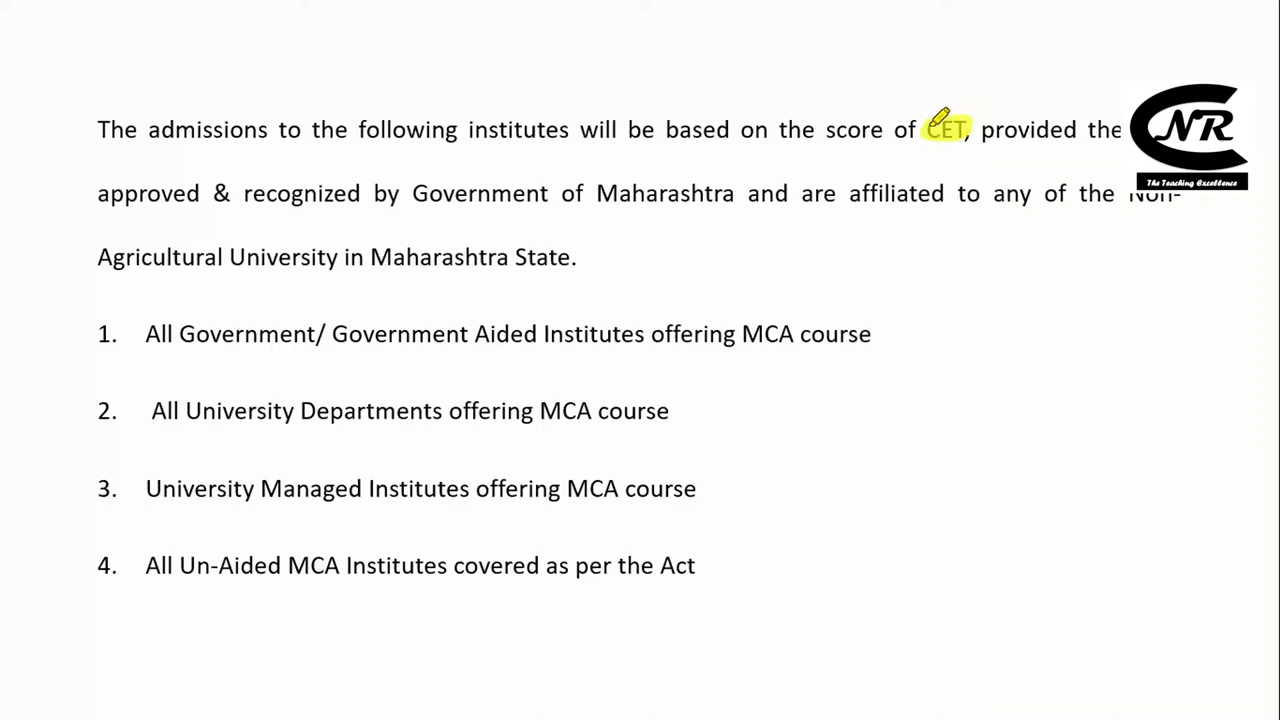 The admissions to the following institutes will be based on the score of CET, provided the
approved & recognized by Government of Maharashtra and are affiliated to any of the Non-
Agricultural University in Maharashtra State.
1. All Government/ Government Aided Institutes offering MCA course
2. All University Departments offering MCA course
3. University Managed Institutes offering MCA course
4. All Un-Aided MCA Institutes covered as per the Act
CNR
The Teaching Excellence